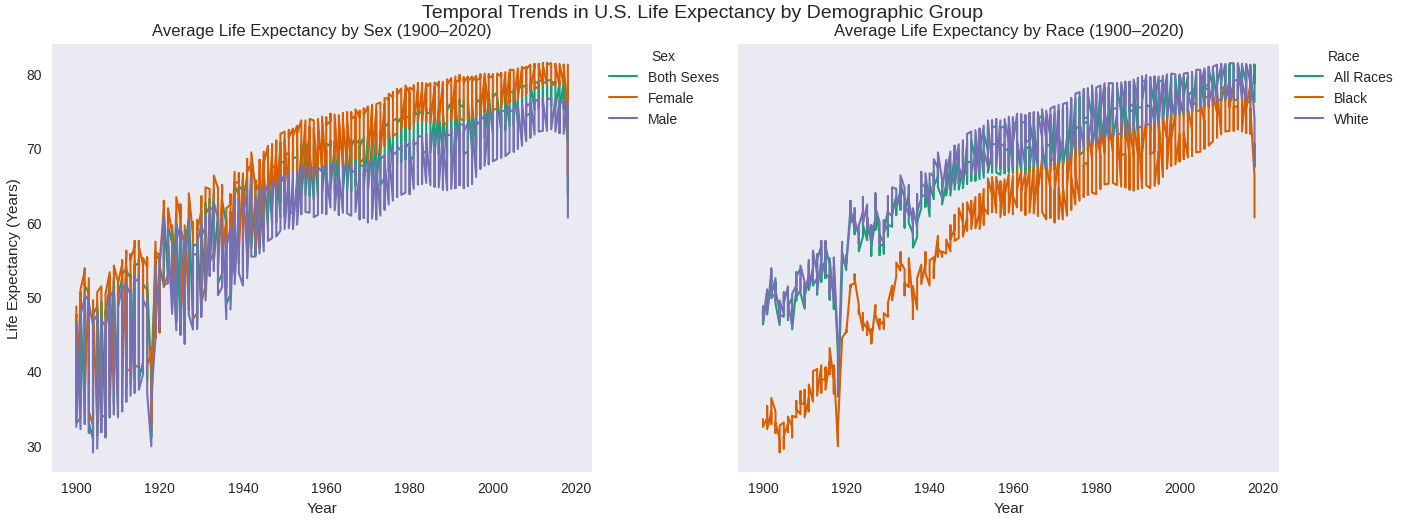 Temporal Trends in U.S. Life Expectancy by Demographic Group
Average Life Expectancy by Sex (1900–2020)
Life Expectancy (Years)
80
70
60
50
40
30
1900 1920 1940 1960 1980 2000 2020
Year
Sex
Both Sexes
Female
Male
Average Life Expectancy by Race (1900–2020)
1900 1920 1940 1960 1980 2000 2020
Year
Race
All Races
Black
White